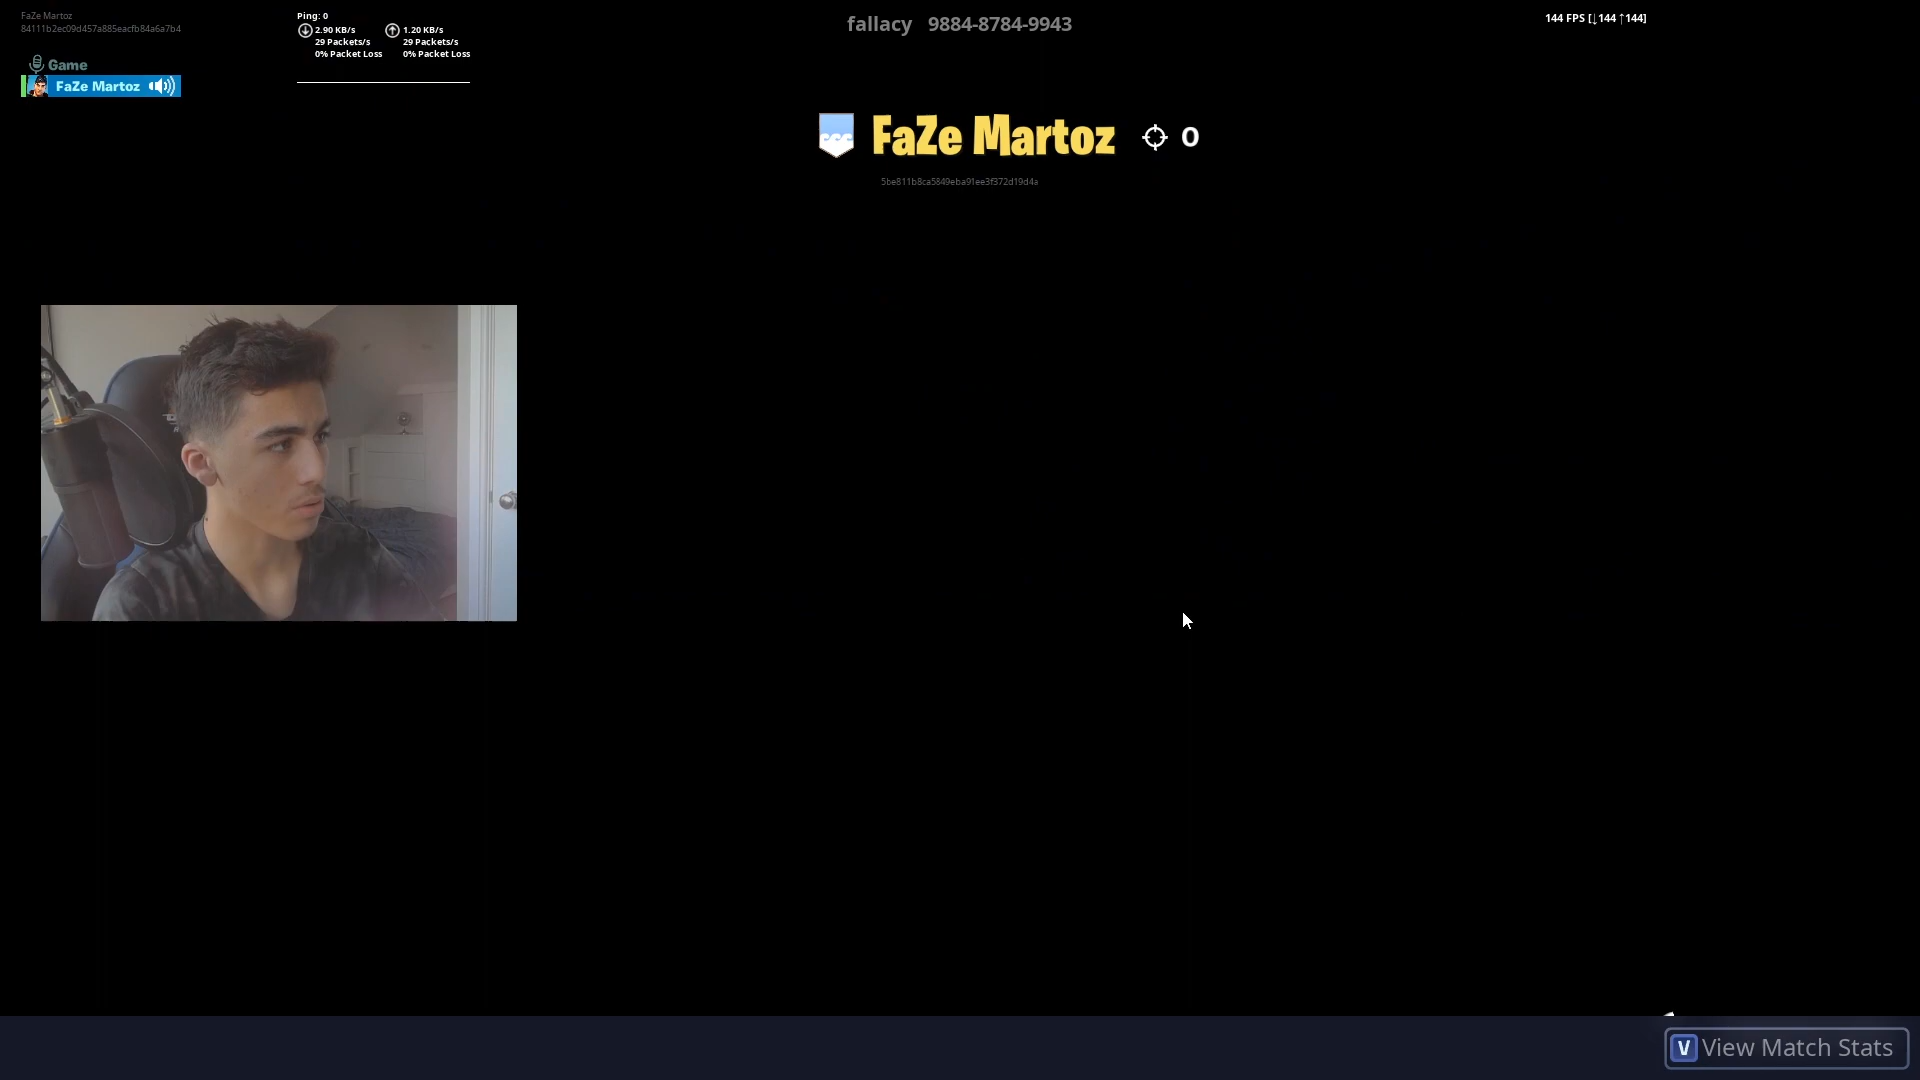 FaZe Martoz
84111b2ec09d457a885eacfb84a6a7b4
Game
FaZe Martoz
Ping: 0
2.90 KB/s 1.20 KB/s
29 Packets/s 29 Packets/s
0% Packet Loss 0% Packet Loss
fallacy 9884-8784-9943
144 FPS [↓144 ↑144]
FaZe Martoz 0
5be811b8ca5849eba91ee3f372d19d4a
V View Match Stats